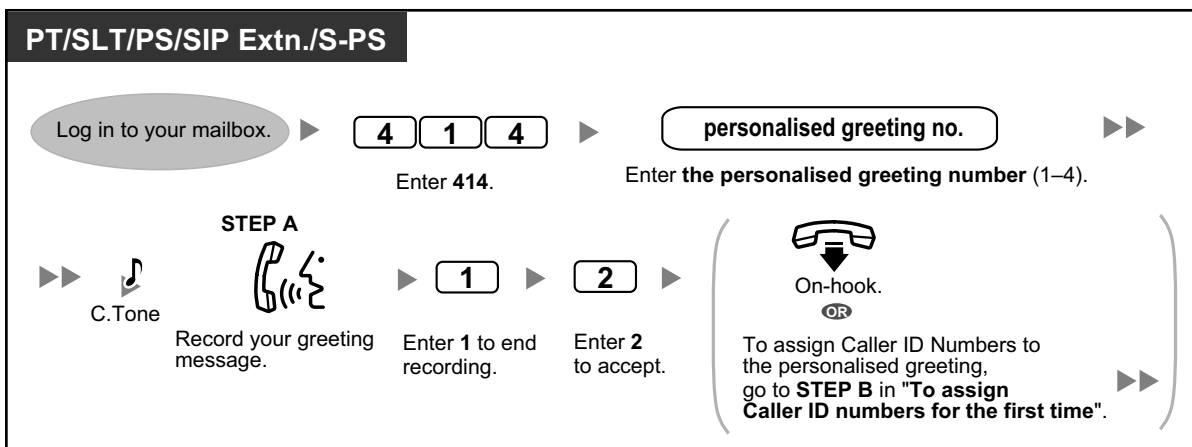 PT/SLT/PS/SIP Extn./S-PS
Log in to your mailbox.
4 1 4
personalised greeting no.
Enter 414.
Enter the personalised greeting number (1–4).
STEP A
C.Tone
Record your greeting
message.
1
Enter 1 to end
recording.
2
Enter 2
to accept.
On-hook.
OR
To assign Caller ID Numbers to
the personalised greeting,
go to STEP B in "To assign
Caller ID numbers for the first time".